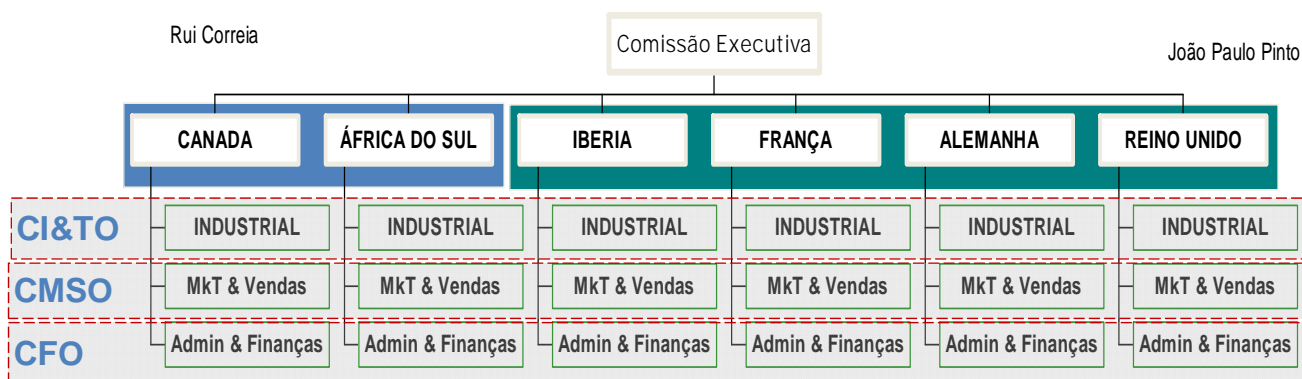 Rui Correia
Comissão Executiva
João Paulo Pinto
CANADA
ÁFRICA DO SUL
IBERIA
FRANÇA
ALEMANHA
REINO UNIDO
CI&TO
INDUSTRIAL
INDUSTRIAL
INDUSTRIAL
INDUSTRIAL
INDUSTRIAL
INDUSTRIAL
CMSO
MkT & Vendas
MkT & Vendas
MkT & Vendas
MkT & Vendas
MkT & Vendas
MkT & Vendas
CFO
Admin & Finanças
Admin & Finanças
Admin & Finanças
Admin & Finanças
Admin & Finanças
Admin & Finanças